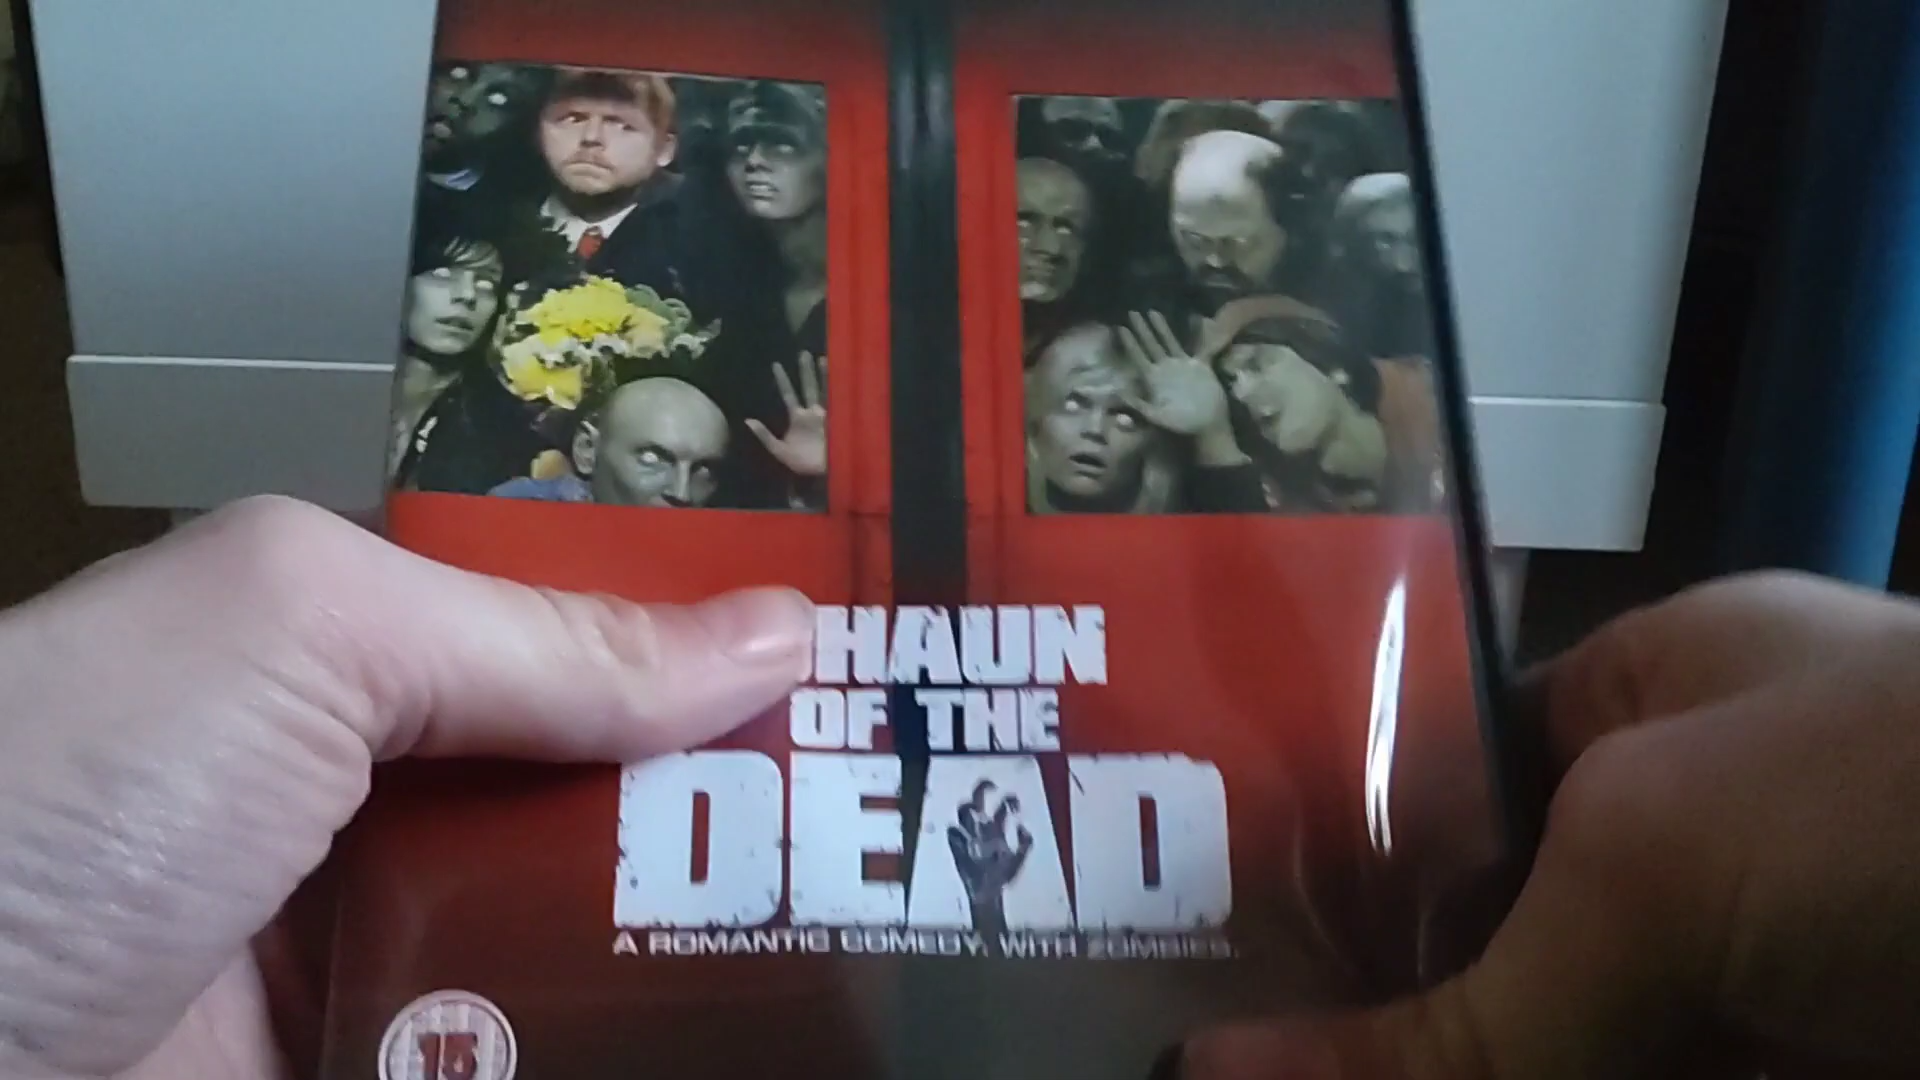 HAUN
OF THE
DEAD
A ROMANTIC COMEDY. WITH ZOMBIES.
15